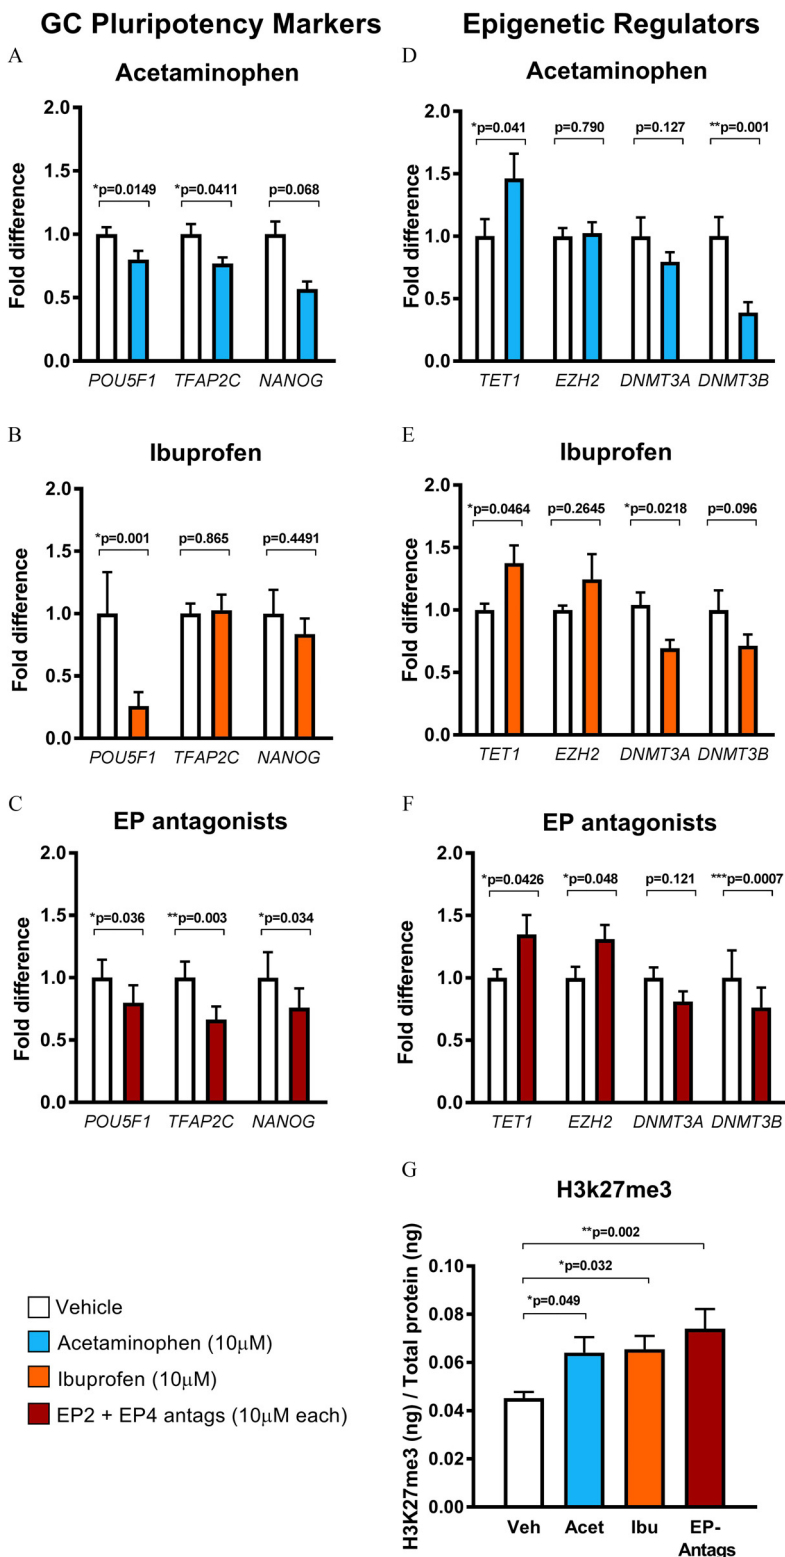 GC Pluripotency Markers
Epigenetic Regulators
A
Acetaminophen
Fold difference
2.0
1.5
1.0
0.5
0.0
*p=0.0149
*p=0.0411
p=0.068
POU5F1
TFAP2C
NANOG
D
Acetaminophen
Fold difference
2.0
1.5
1.0
0.5
0.0
*p=0.041
p=0.790
p=0.127
**p=0.001
TET1
EZH2
DNMT3A
DNMT3B
B
Ibuprofen
Fold difference
2.0
1.5
1.0
0.5
0.0
*p=0.001
p=0.865
p=0.4491
POU5F1
TFAP2C
NANOG
E
Ibuprofen
Fold difference
2.0
1.5
1.0
0.5
0.0
*p=0.0464
p=0.2645
*p=0.0218
p=0.096
TET1
EZH2
DNMT3A
DNMT3B
C
EP antagonists
Fold difference
2.0
1.5
1.0
0.5
0.0
*p=0.036
**p=0.003
*p=0.034
POU5F1
TFAP2C
NANOG
F
EP antagonists
Fold difference
2.0
1.5
1.0
0.5
0.0
*p=0.0426
*p=0.048
p=0.121
***p=0.0007
TET1
EZH2
DNMT3A
DNMT3B
Vehicle
Acetaminophen (10μM)
Ibuprofen (10μM)
EP2 + EP4 antags (10μM each)
G
H3k27me3
H3K27me3 (ng) / Total protein (ng)
0.10
0.08
0.06
0.04
0.02
0.00
**p=0.002
*p=0.032
*p=0.049
Veh
Acet
Ibu
EP-
Antags